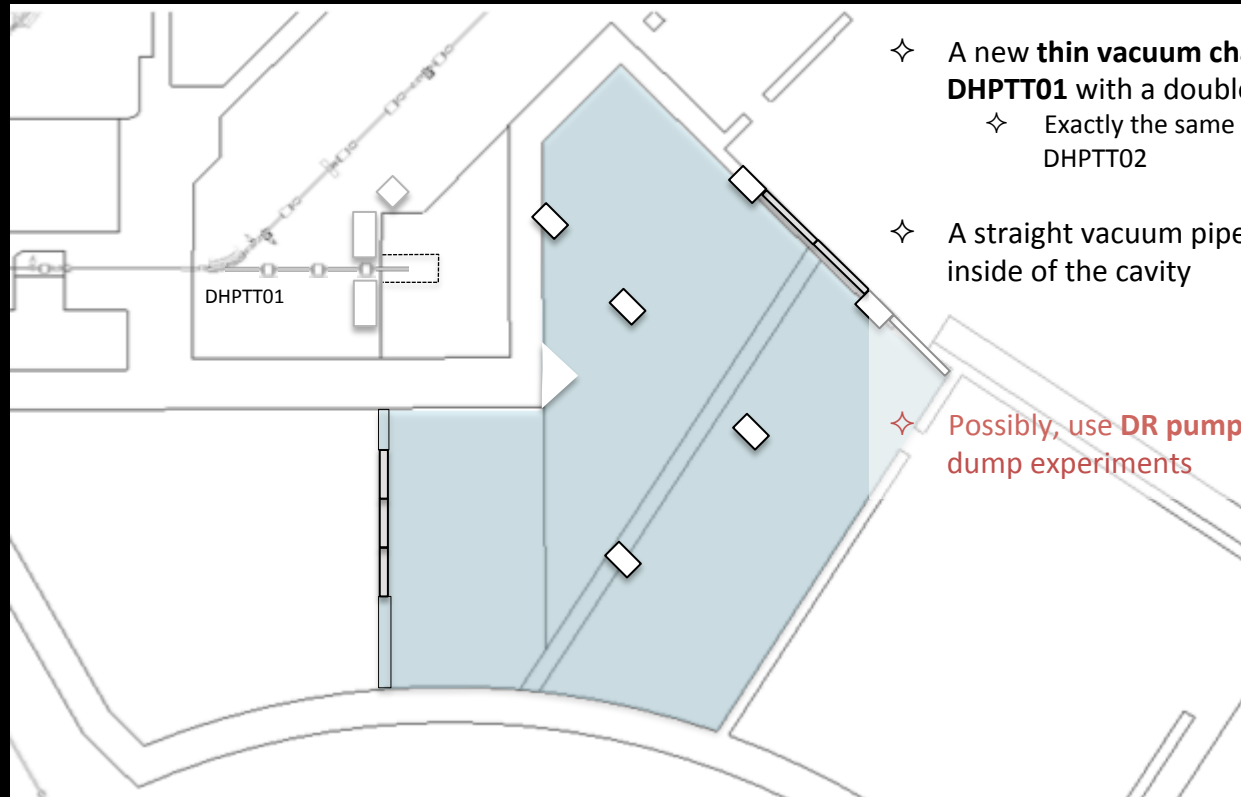 ✧ A new thin vacuum cha
DHPTT01 with a double
✧ Exactly the same
DHPTT02
✧ A straight vacuum pipe
inside of the cavity
✧ Possibly, use DR pump
dump experiments
DHPTT01